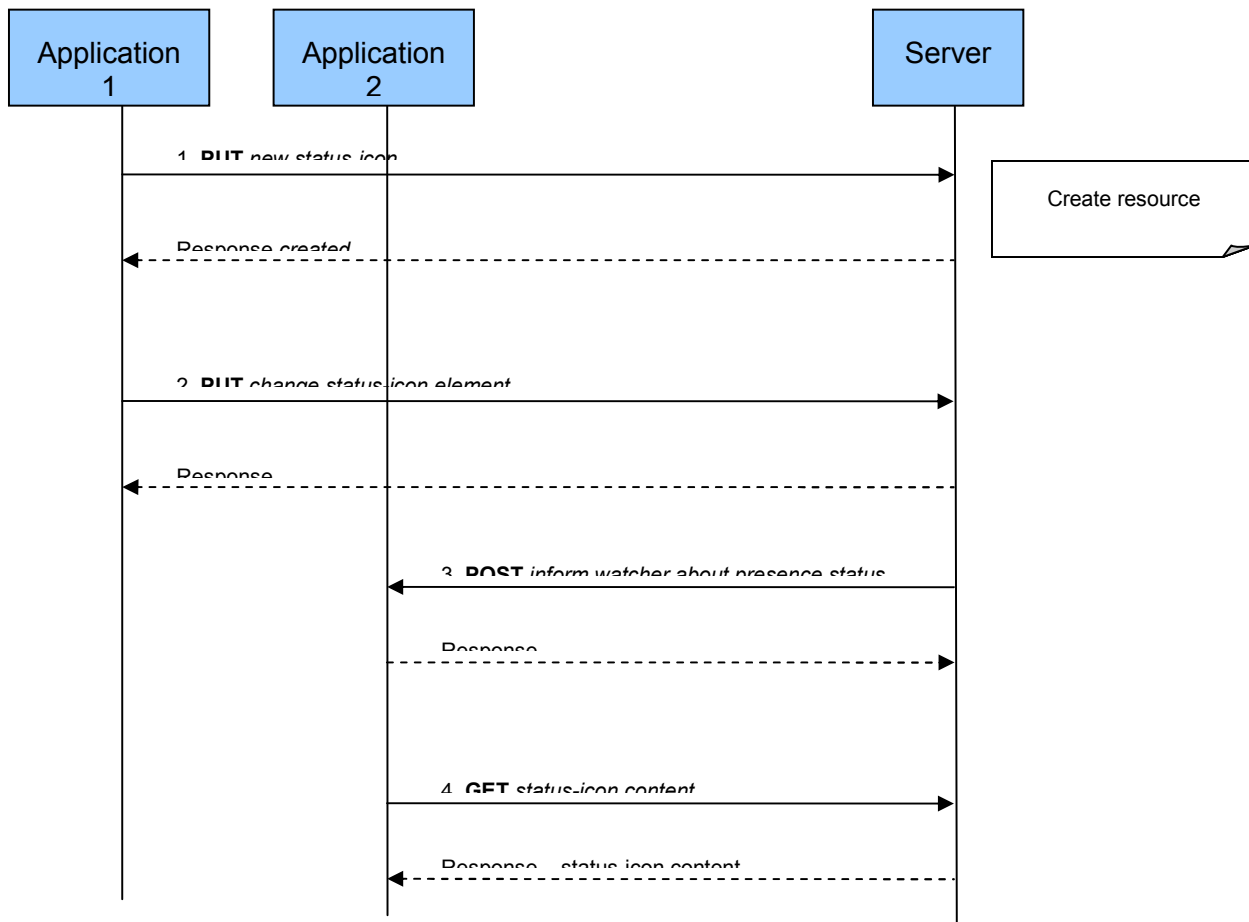 Application
1
Application
2
Server
1. PUT new status icon
Create resource
Response created
2. PUT change status-icon element
Response
3. POST inform watcher about presence status
Response
4. GET status-icon content
Response – status icon content